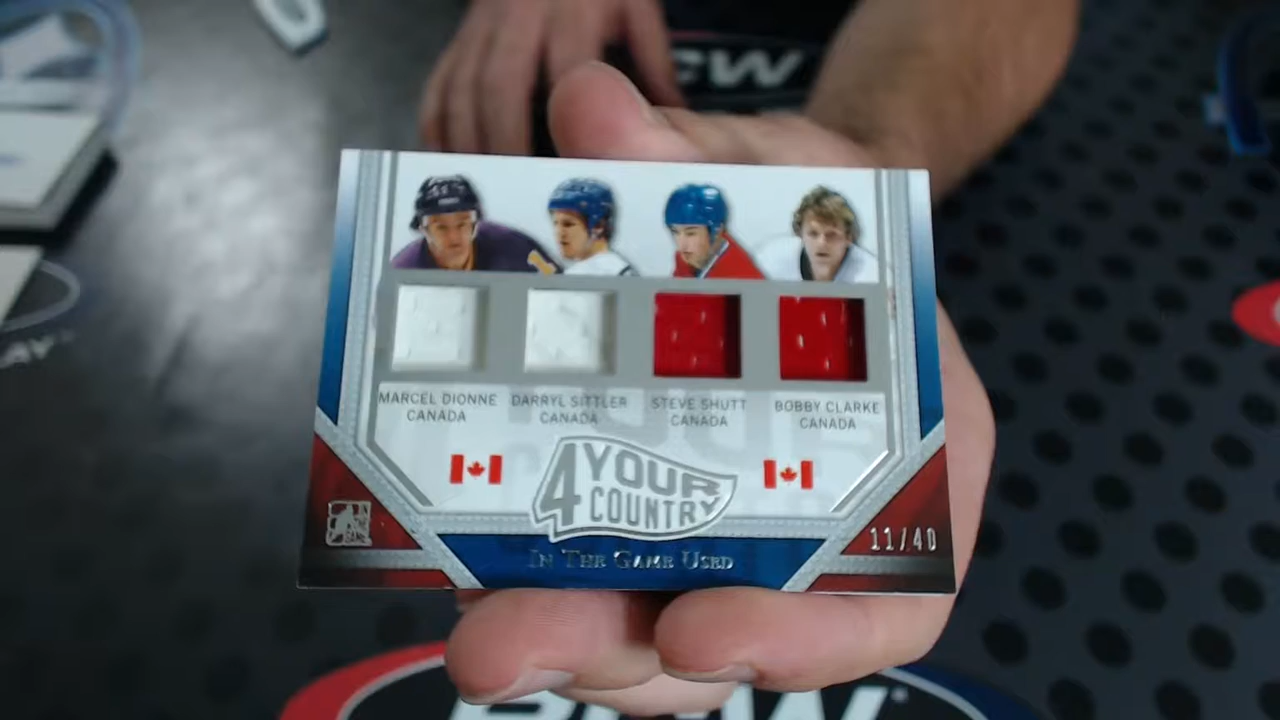 CW
MARCEL DIONNE
CANADA
DARRYL SITTLER
CANADA
STEVE SHUTT
CANADA
BOBBY CLARKE
CANADA
4 YOUR COUNTRY
11/40
IN THE GAME USED